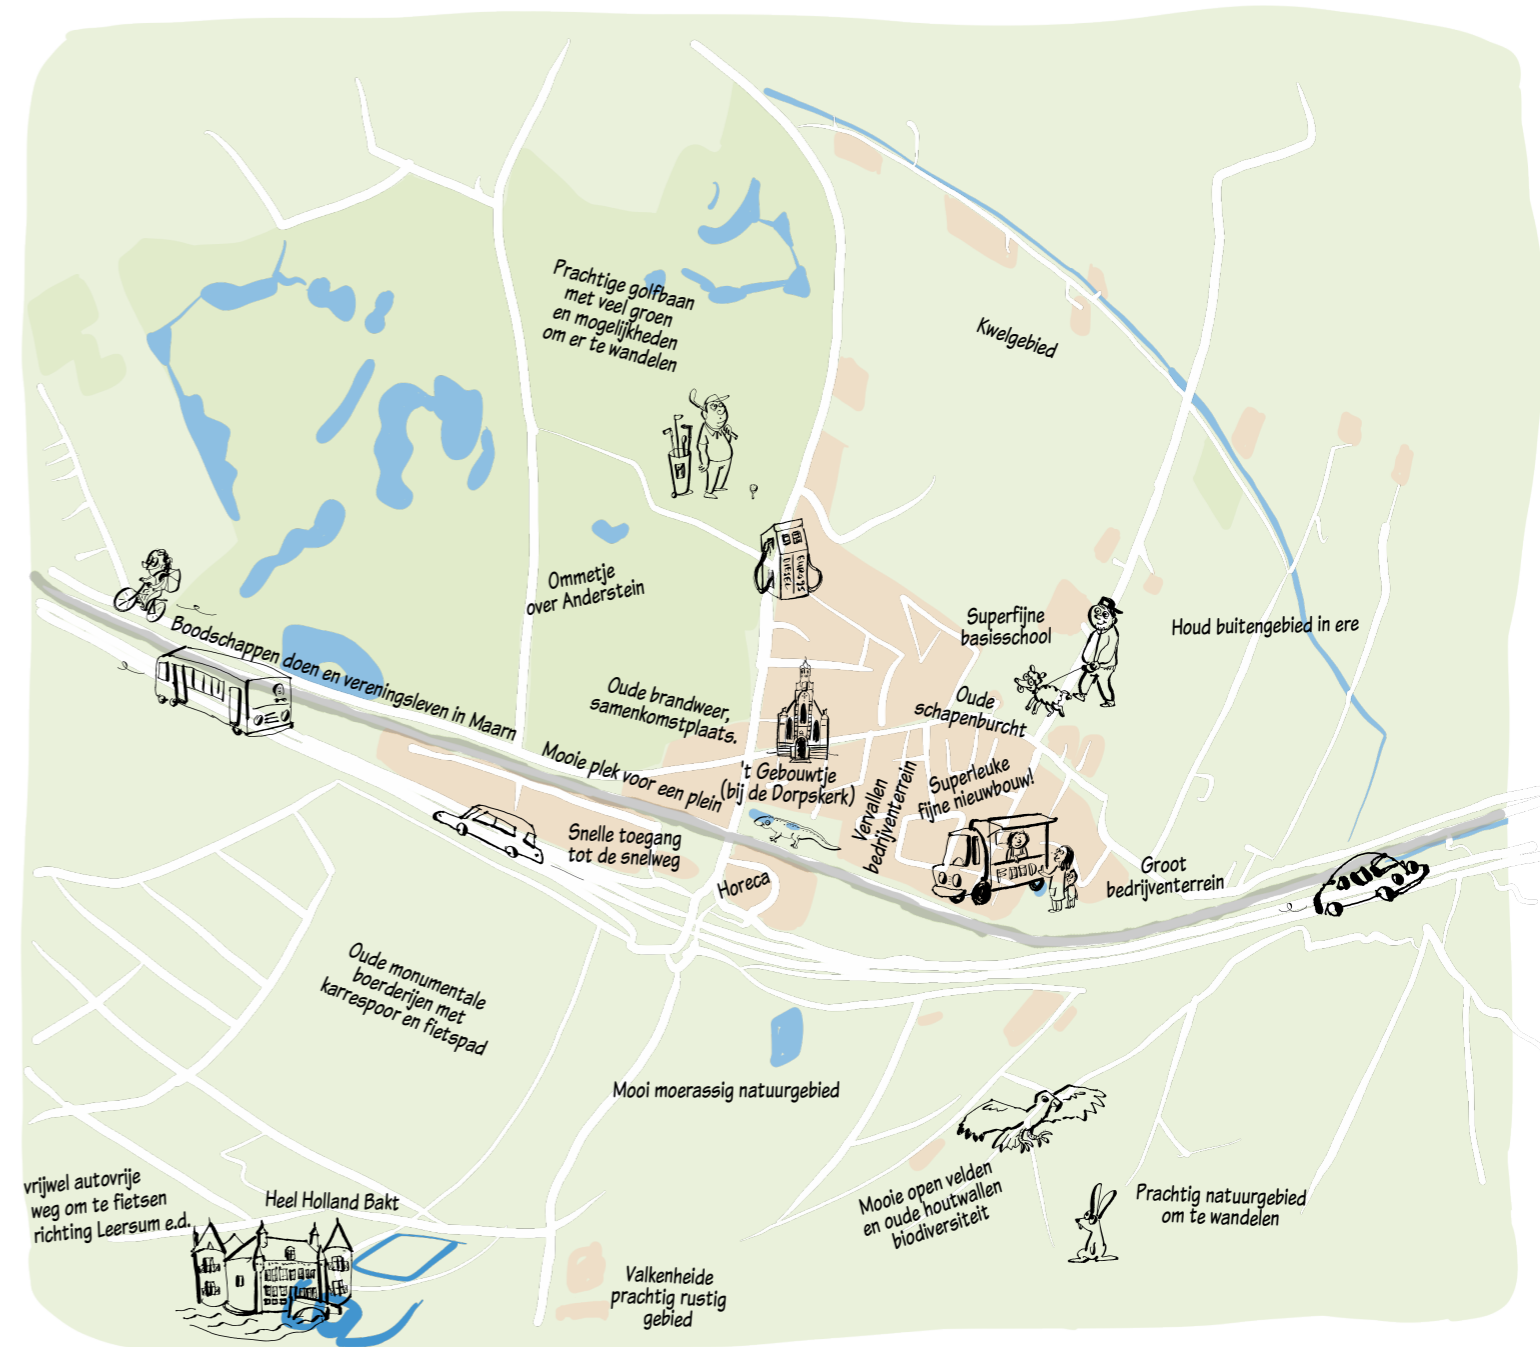 Prachtige golfbaan
met veel groen
en mogelijkheden
om er te wandelen
Kwelgebied
Ommetje
over Anderstein
DIESEL
EURO95
Superfijne
basisschool
Houd buitengebied in ere
Boodschappen doen en vereningsleven in Maarn
Oude brandweer,
samenkomstplaats.
Oude
schapenburcht
Mooie plek voor een plein
't Gebouwtje
(bij de Dorpskerk)
Vervallen
bedrijventerrein
Superleuke
fijne nieuwbouw!
FOOD
Snelle toegang
tot de snelweg
Horeca
Groot
bedrijventerrein
Oude monumentale
boerderijen met
karrespoor en fietspad
Mooi moerassig natuurgebied
vrijwel autovrije
weg om te fietsen
richting Leersum e.d.
Heel Holland Bakt
Mooie open velden
en oude houtwallen
biodiversiteit
Prachtig natuurgebied
om te wandelen
Valkenheide
prachtig rustig
gebied